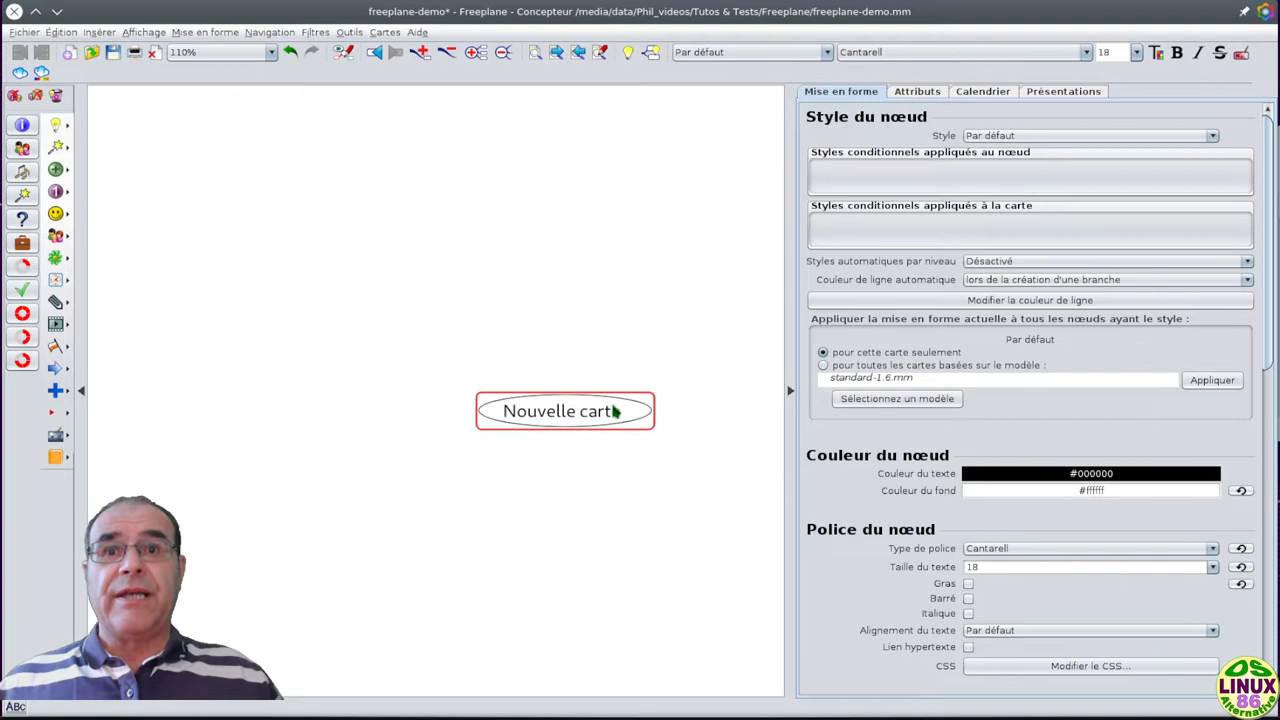 freeplane-demo* - Freeplane - Concepteur /media/data/Phil_videos/Tutos & Tests/Freeplane/freeplane-demo.mm
Fichier Édition Insérer Affichage Mise en forme Navigation Filtres Outils Cartes Aide
110% Par défaut Cantarell 18
Mise en forme Attributs Calendrier Présentations
Style du nœud
Style Par défaut
Styles conditionnels appliqués au nœud
Styles conditionnels appliqués à la carte
Styles automatiques par niveau Désactivé
Couleur de ligne automatique lors de la création d'une branche
Modifier la couleur de ligne
Appliquer la mise en forme actuelle à tous les nœuds ayant le style :
Par défaut
pour cette carte seulement
pour toutes les cartes basées sur le modèle :
standard-1.6.mm Appliquer
Sélectionnez un modèle
Nouvelle cart
Couleur du nœud
Couleur du texte #000000
Couleur du fond #ffffff
Police du nœud
Type de police Cantarell
Taille du texte 18
Gras
Barré
Italique
Alignement du texte Par défaut
Lien hypertexte
CSS Modifier le CSS...
OS
LINUX
86
Alternative
ABc